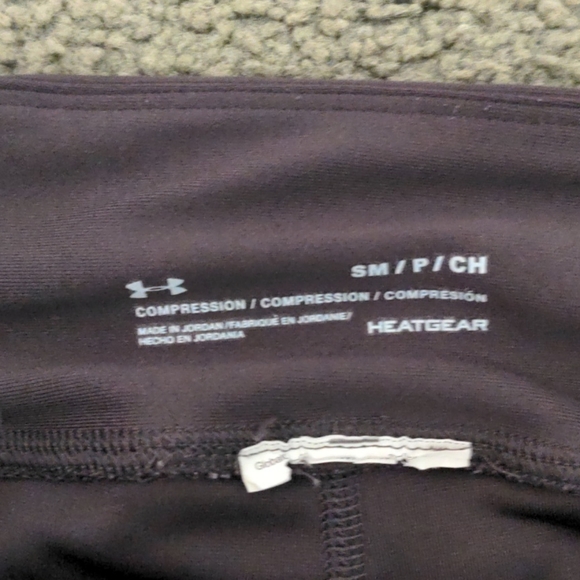 SM / P / CH
COMPRESSION / COMPRESSION / COMPRESIÓN
MADE IN JORDAN / FABRIQUÉ EN JORDANIE /
HECHO EN JORDANIA
HEATGEAR